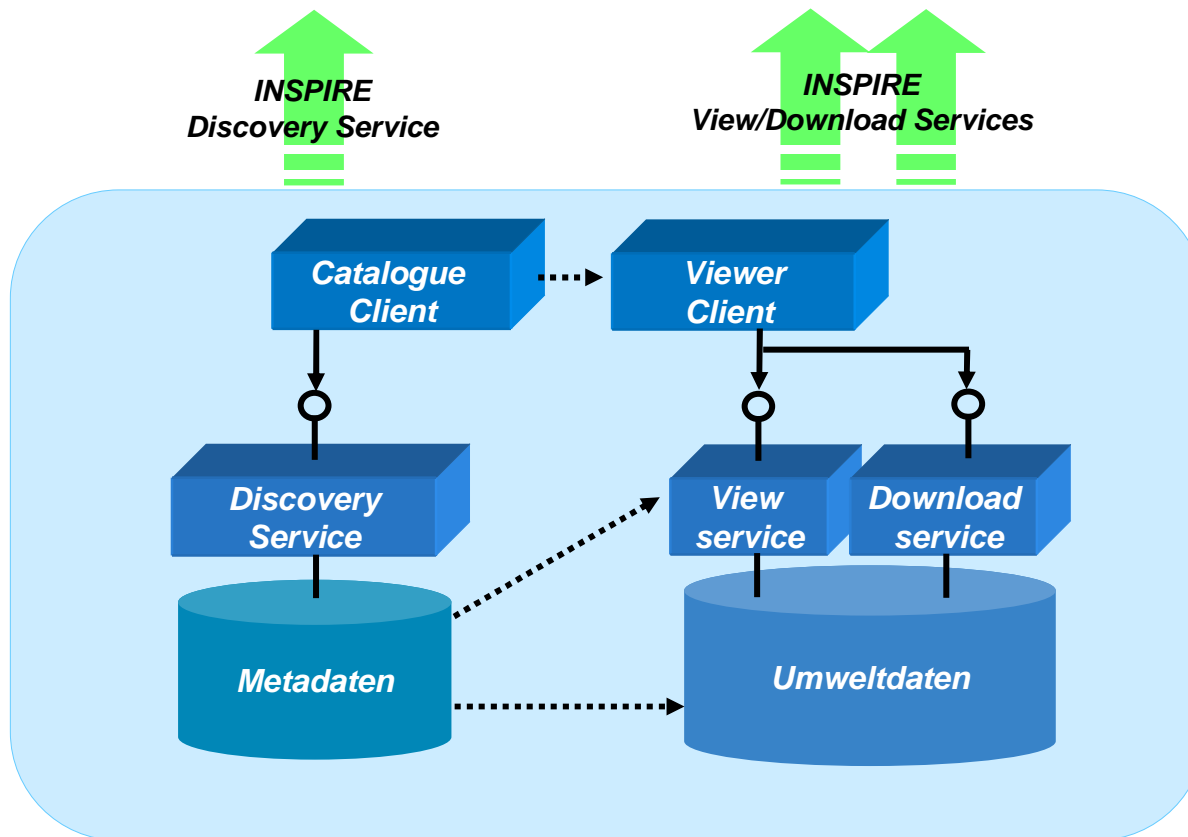 INSPIRE
Discovery Service
INSPIRE
View/Download Services
Catalogue
Client
Viewer
Client
Discovery
Service
View
service
Download
service
Metadaten
Umweltdaten